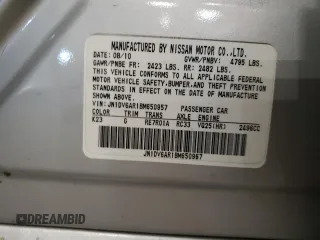 MANUFACTURED BY NISSAN MOTOR CO.,LTD.
DATE 08/10 GVWR/PNBV: 4795 LBS.
GAWR/PNBE FR: 2423 LBS. RR: 2482 LBS.
THIS VEHICLE CONFORMS TO ALL APPLICABLE FEDERAL
MOTOR VEHICLE SAFETY,BUMPER,AND THEFT PREVENTION
STANDARDS IN EFFECT ON THE DATE OF MANUFACTURE
SHOWN ABOVE.
VIN: JN1DV6AR1BM650957 PASSENGER CAR
COLOR TRIM TRANS AXLE ENGINE
K23 G RE7R01A RC33 VQ25(HR) 2496CC
JN1DV6AR1BM650957
© RAWBIDMID